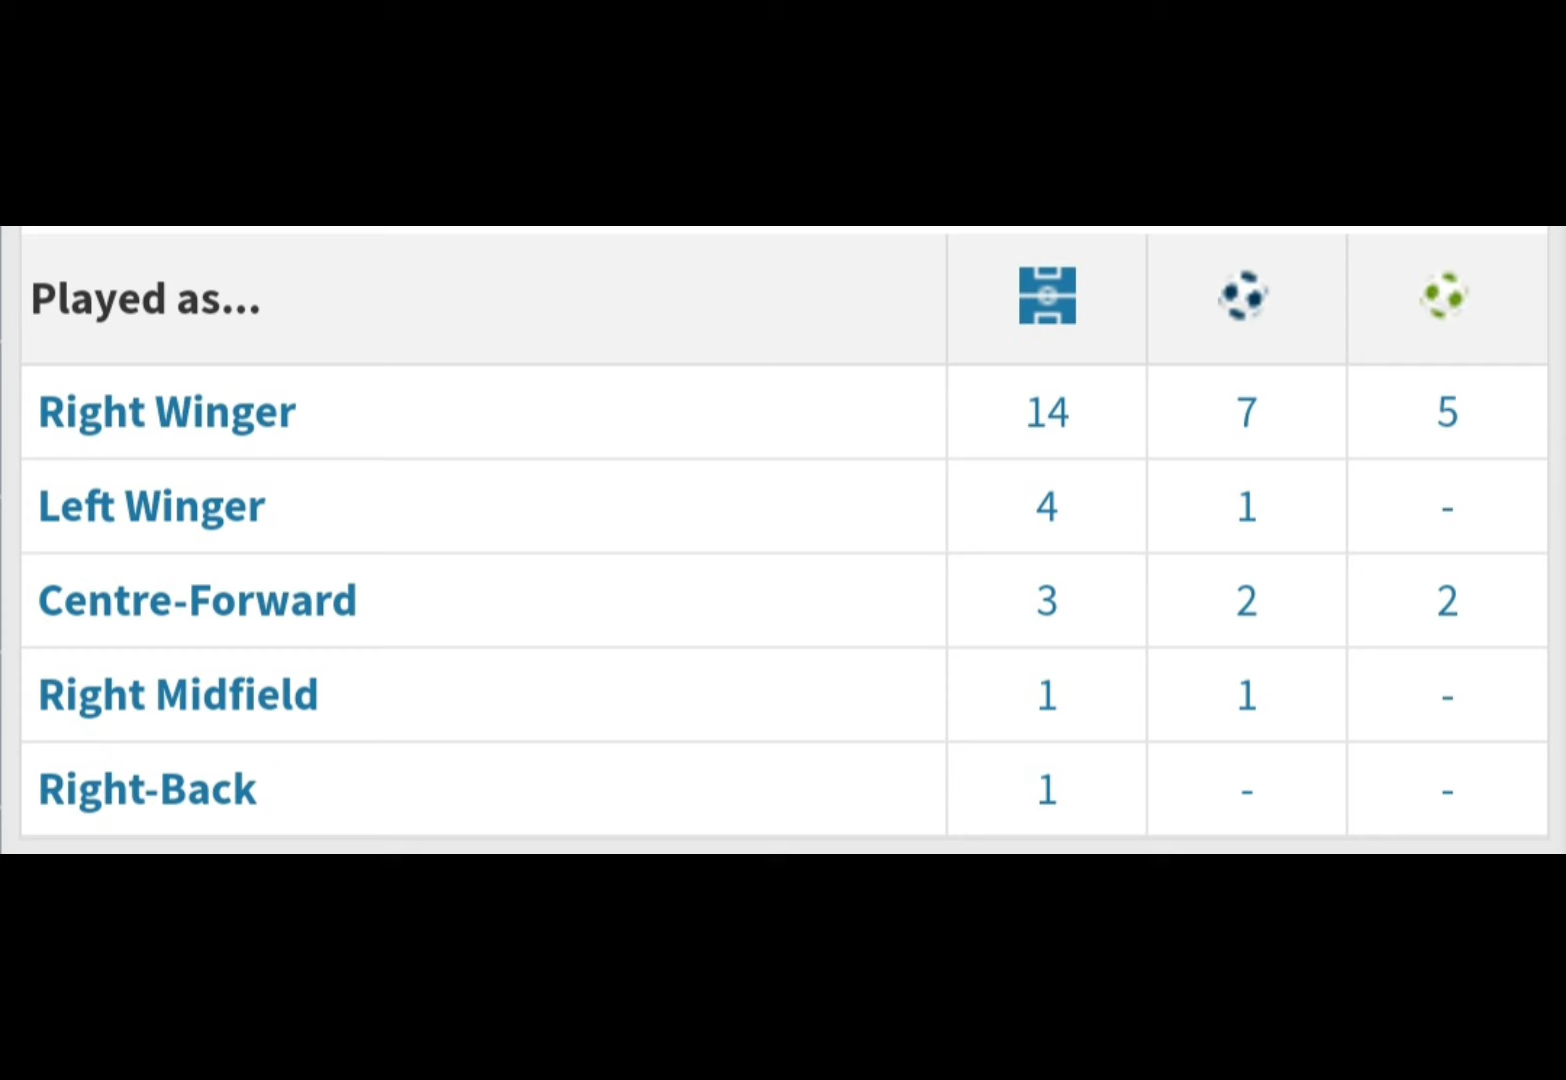 Played as...
Right Winger 14 7 5
Left Winger 4 1 -
Centre-Forward 3 2 2
Right Midfield 1 1 -
Right-Back 1 - -